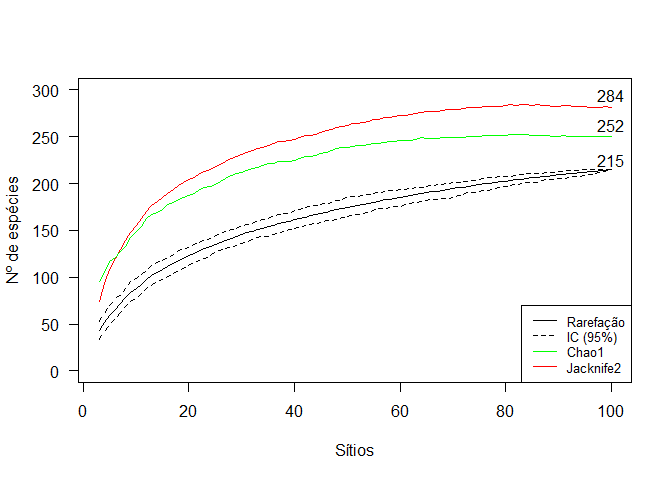 300
250
200
150
100
50
0
Nº de espécies
284
252
215
Rarefação
IC (95%)
Chao1
Jacknife2
0 20 40 60 80 100
Sítios